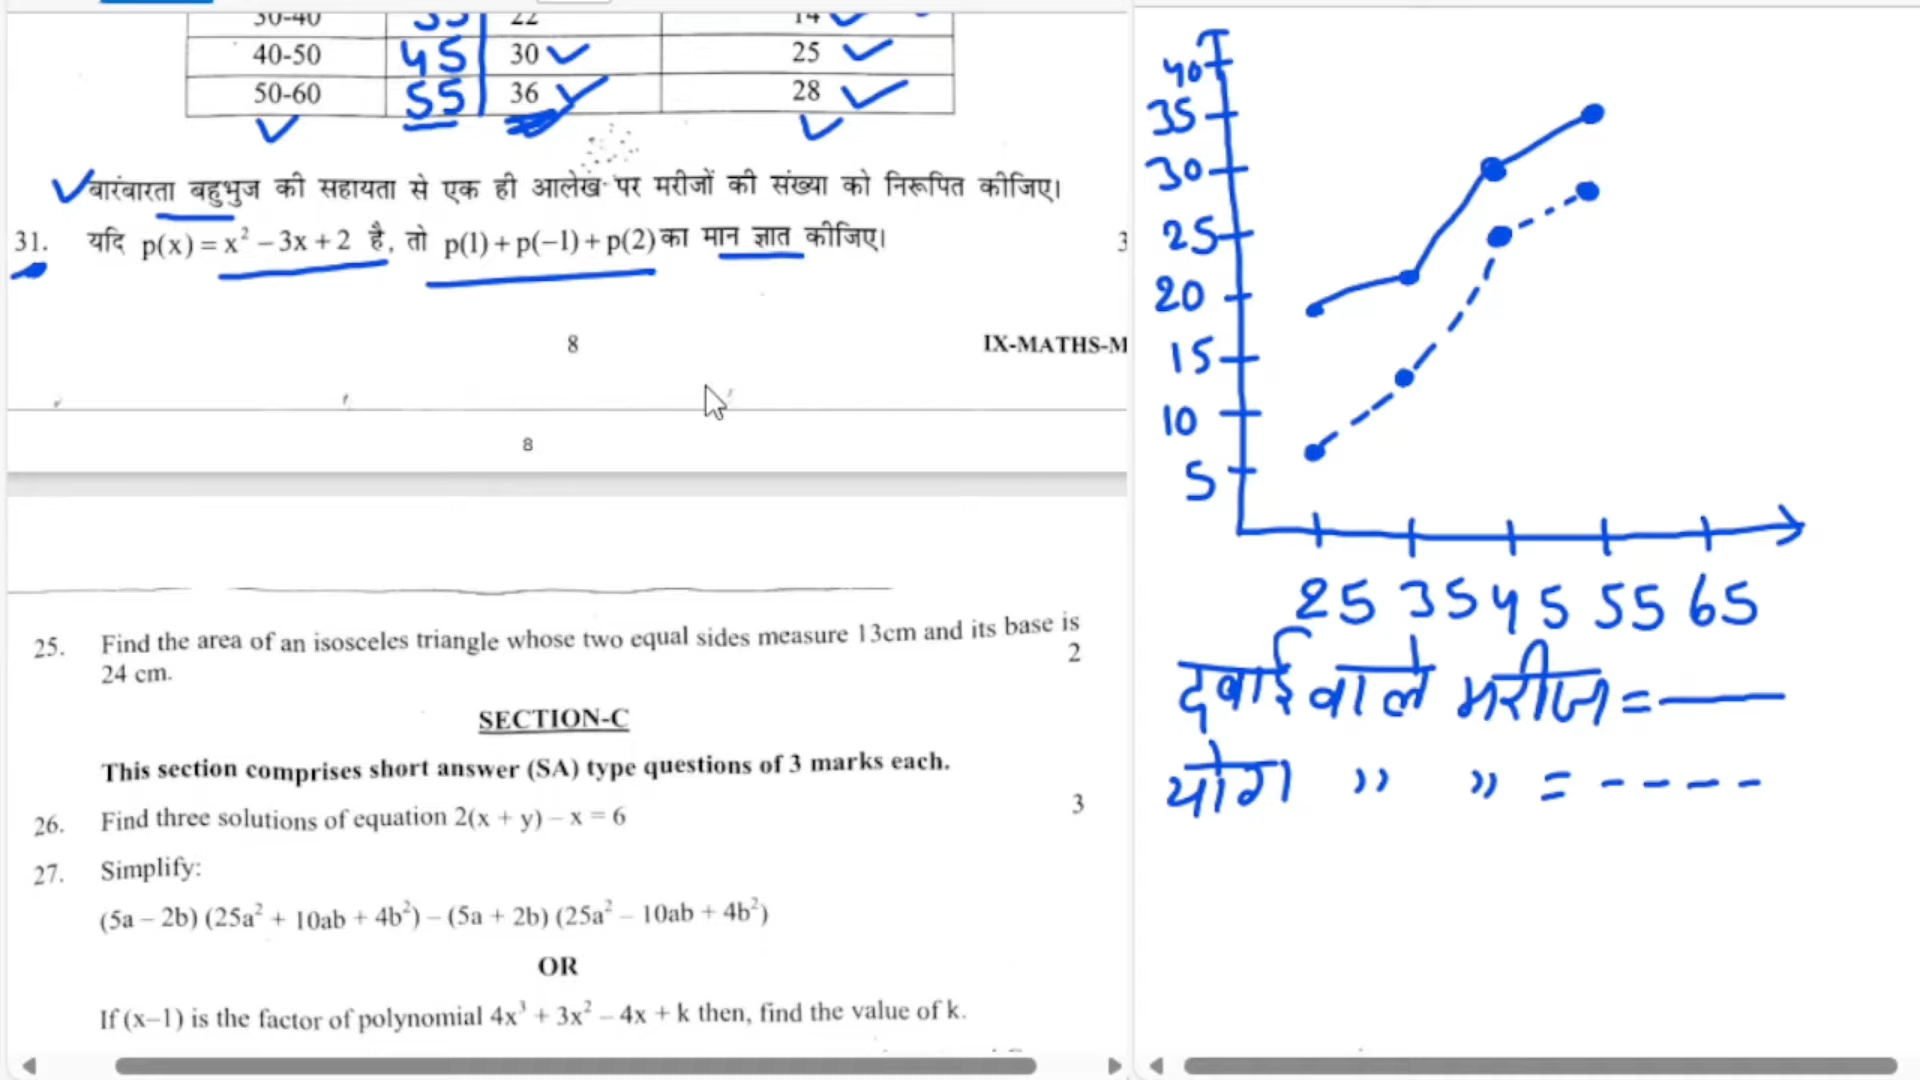 30-40 35 22 14
40-50 45 30 25
50-60 55 36 28
बारंबारता बहुभुज की सहायता से एक ही आलेख पर मरीजों की संख्या को निरूपित कीजिए।
31. यदि p(x) = x² – 3x + 2 है, तो p(1) + p(–1) + p(2) का मान ज्ञात कीजिए। 3
8 IX-MATHS-M
8
25. Find the area of an isosceles triangle whose two equal sides measure 13cm and its base is
24 cm. 2
SECTION-C
This section comprises short answer (SA) type questions of 3 marks each.
26. Find three solutions of equation 2(x + y) – x = 6 3
27. Simplify:
(5a – 2b) (25a² + 10ab + 4b²) – (5a + 2b) (25a² – 10ab + 4b²)
OR
If (x–1) is the factor of polynomial 4x³ + 3x² – 4x + k then, find the value of k.
40
35
30
25
20
15
10
5
25 35 45 55 65
दवाई वाले मरीज = ———
योग " " = - - - -